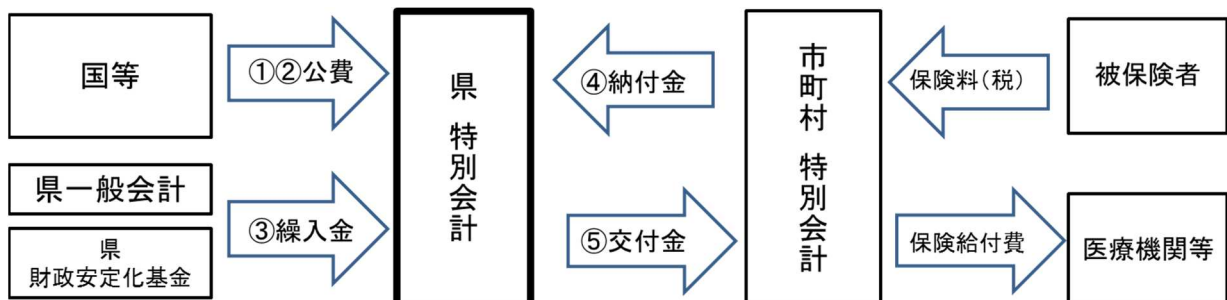 国等
①②公費
県 特別会計
④納付金
市町村 特別会計
保険料(税)
被保険者
県一般会計
県
財政安定化基金
③繰入金
⑤交付金
保険給付費
医療機関等